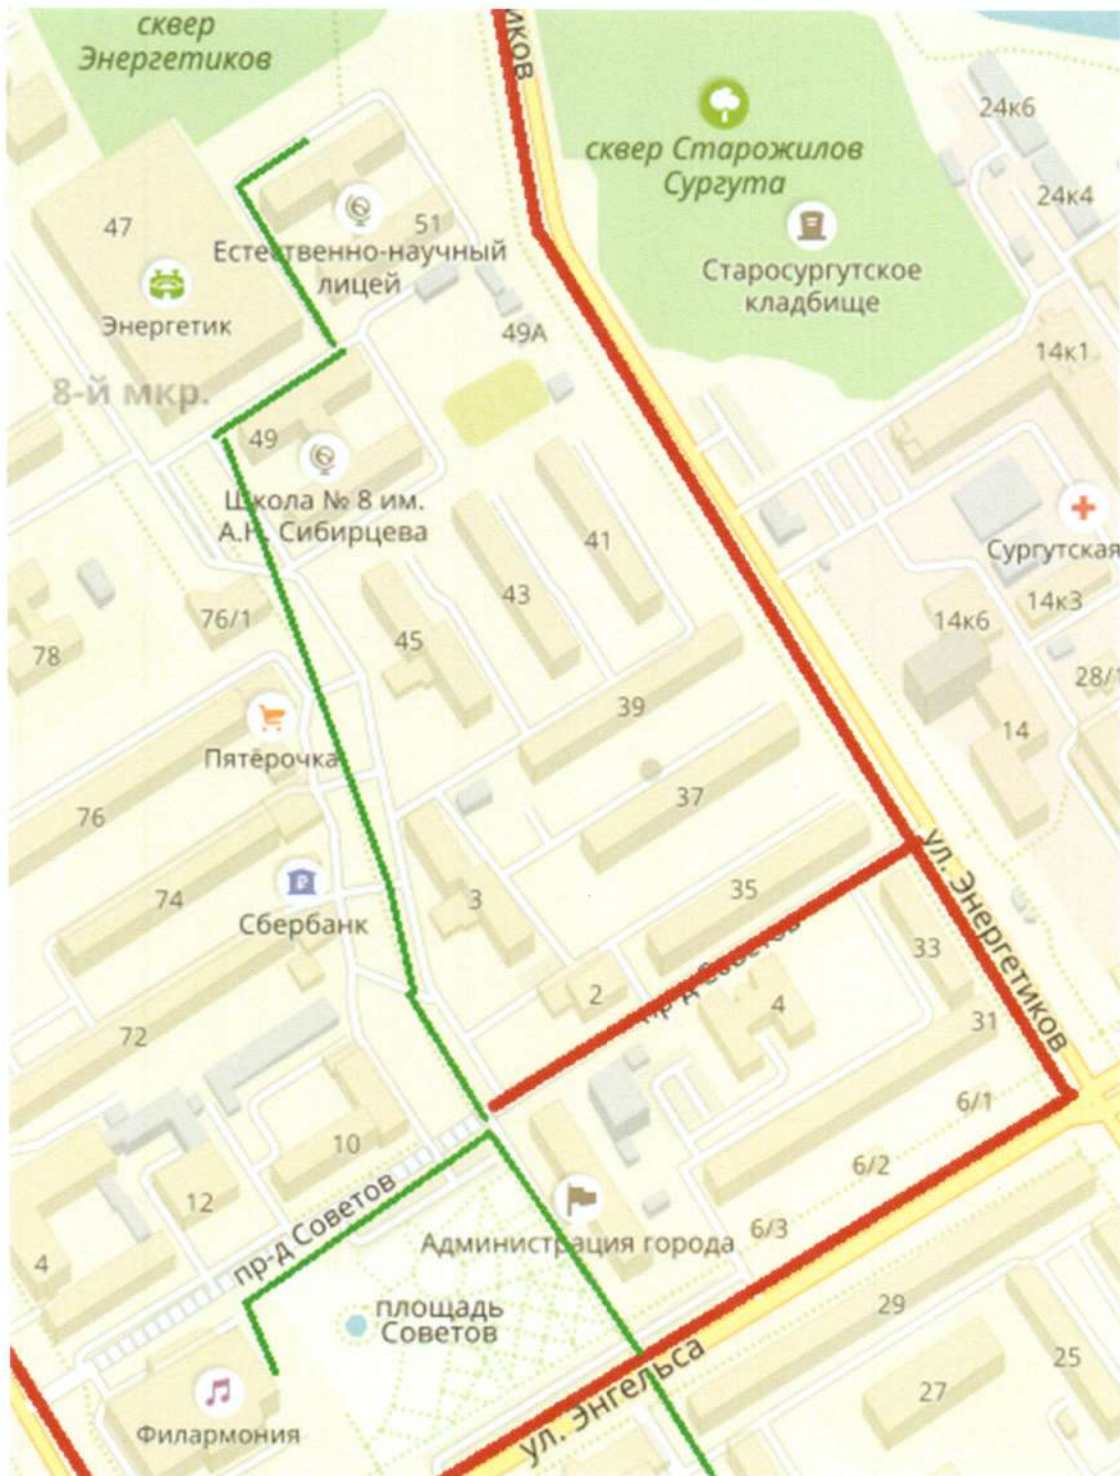 сквер
Энергетиков
иков
24к6
сквер Старожилов
Сургута
24к4
47
51
Естественно-научный
лицей
Старосургутское
кладбище
Энергетик
49А
14к1
8-й мкр.
49
Школа № 8 им.
А.Н. Сибирцева
41
Сургутская
43
14к3
76/1
45
14к6
78
28/1
39
14
Пятёрочка
37
76
ул. Энергетиков
74
3
35
Сбербанк
33
2
4
пр-д Советов
72
31
6/1
10
6/2
12
пр-д Советов
Администрация города
6/3
4
площадь
Советов
29
25
ул. Энгельса
27
Филармония